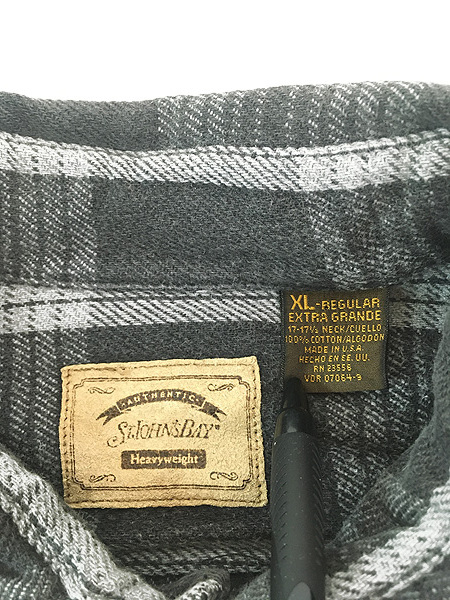 AUTHENTIC
ST. JOHN'S BAY®
Heavyweight
XL-REGULAR
EXTRA GRANDE
17-17½ NECK/CUELLO
100% COTTON/ALGODON
MADE IN U.S.A.
HECHO EN EE. UU.
RN 23556
VDR 07064-9